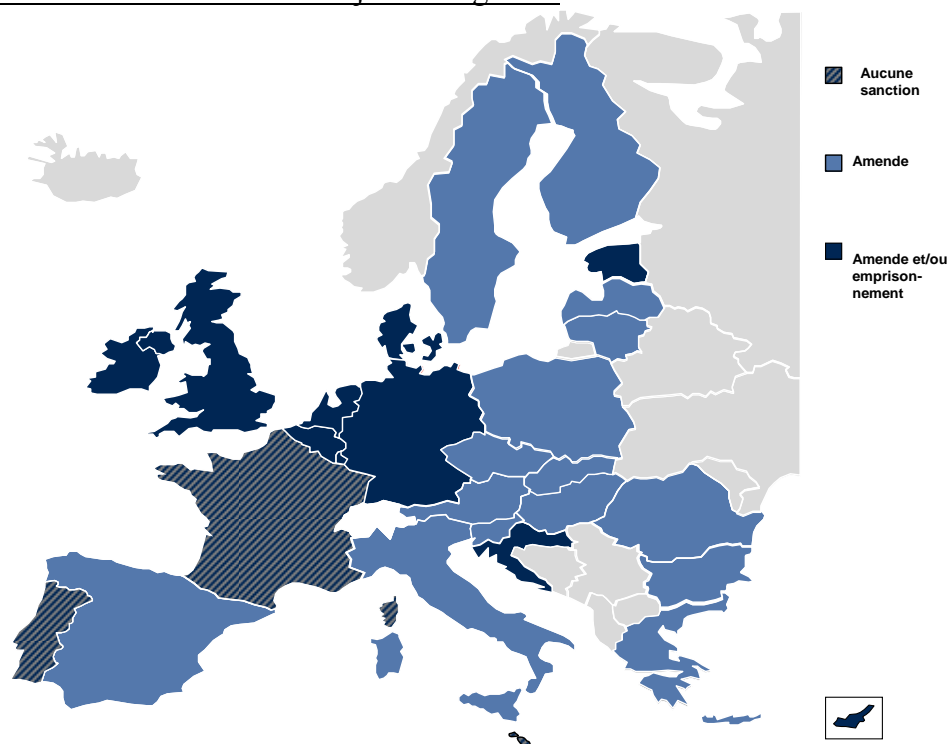 Aucune
sanction
Amende
Amende et/ou
emprison-
nement